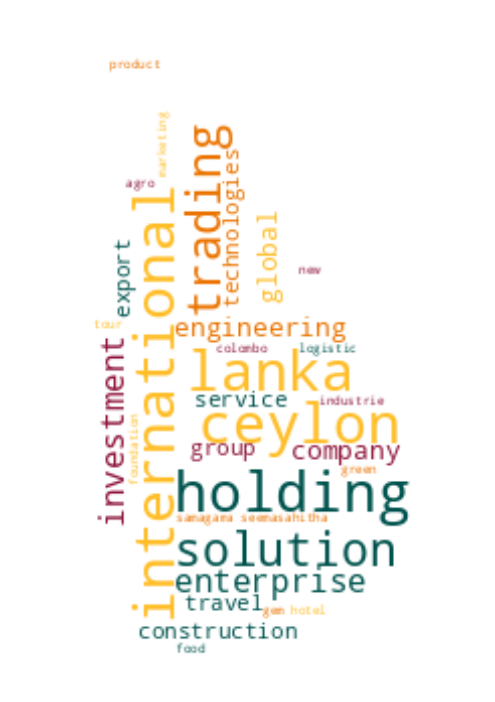 product
marketing
trading
technologies
agro
international
global
export
new
tour
engineering
investment
colombo
logistic
lanka
service
industrie
ceylon
foundation
group
company
green
holding
samagama seemasahitha
solution
enterprise
travel
gem
hotel
construction
food